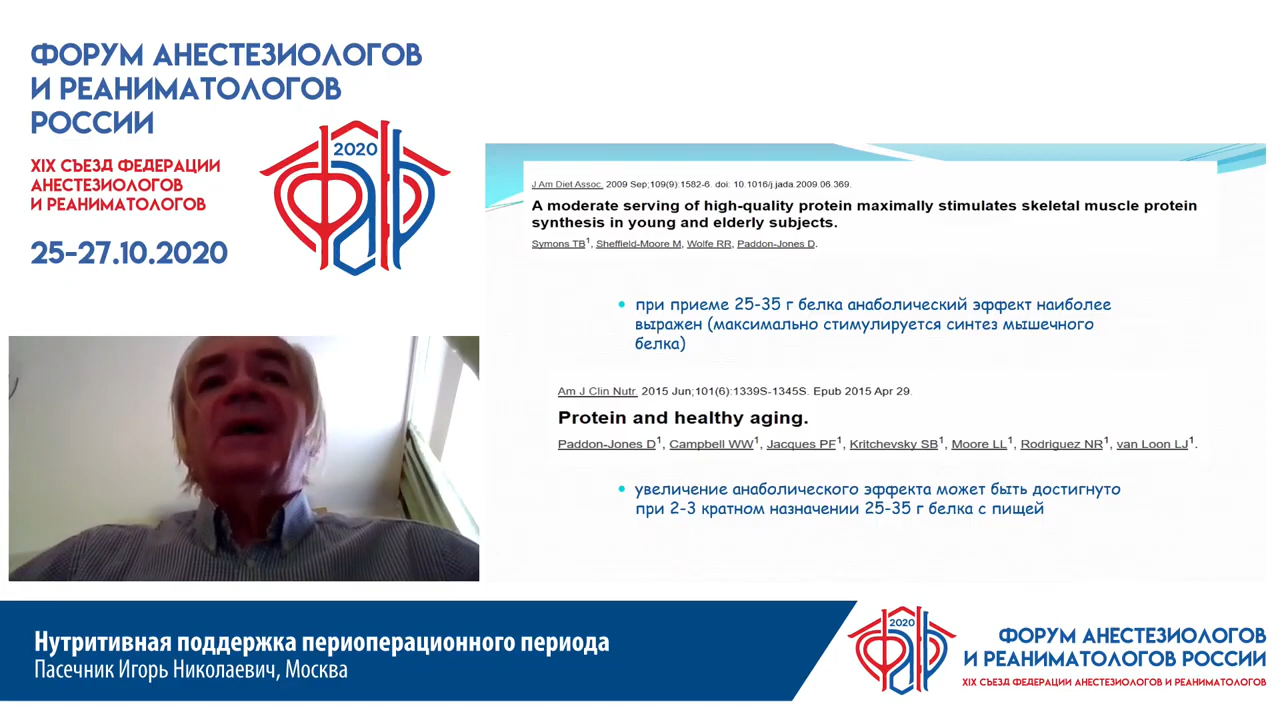 ФОРУМ АНЕСТЕЗИОЛОГОВ
И РЕАНИМАТОЛОГОВ
РОССИИ
XIX СЪЕЗД ФЕДЕРАЦИИ
АНЕСТЕЗИОЛОГОВ
И РЕАНИМАТОЛОГОВ
25-27.10.2020
2020
J Am Diet Assoc. 2009 Sep;109(9):1582-6. doi: 10.1016/j jada.2009.06.369.
A moderate serving of high-quality protein maximally stimulates skeletal muscle protein
synthesis in young and elderly subjects.
Symons TB1, Sheffield-Moore M, Wolfe RR, Paddon-Jones D.
• при приеме 25-35 г белка анаболический эффект наиболее
выражен (максимально стимулируется синтез мышечного
белка)
Am J Clin Nutr. 2015 Jun;101(6):1339S-1345S. Epub 2015 Apr 29.
Protein and healthy aging.
Paddon-Jones D1, Campbell WW1, Jacques PF1, Kritchevsky SB1, Moore LL1, Rodriguez NR1, van Loon LJ1.
• увеличение анаболического эффекта может быть достигнуто
при 2-3 кратном назначении 25-35 г белка с пищей
Нутритивная поддержка периоперационного периода
Пасечник Игорь Николаевич, Москва
2020
ФОРУМ АНЕСТЕЗИОЛОГОВ
И РЕАНИМАТОЛОГОВ РОССИИ
XIX СЪЕЗД ФЕДЕРАЦИИ АНЕСТЕЗИОЛОГОВ И РЕАНИМАТОЛОГОВ